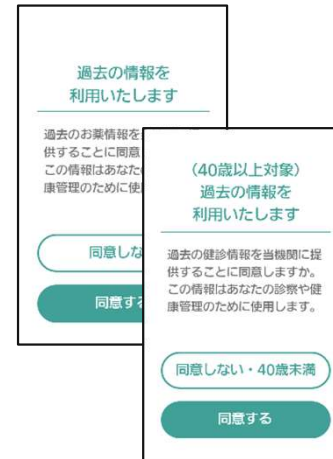 過去の情報を
利用いたします
過去のお薬情報を
供することに同意
この情報はあなた
康管理のために使
同意しな
同意する
(40歳以上対象)
過去の情報を
利用いたします
過去の健診情報を当機関に提
供することに同意しますか。
この情報はあなたの診察や健
康管理のために使用します。
同意しない・40歳未満
同意する